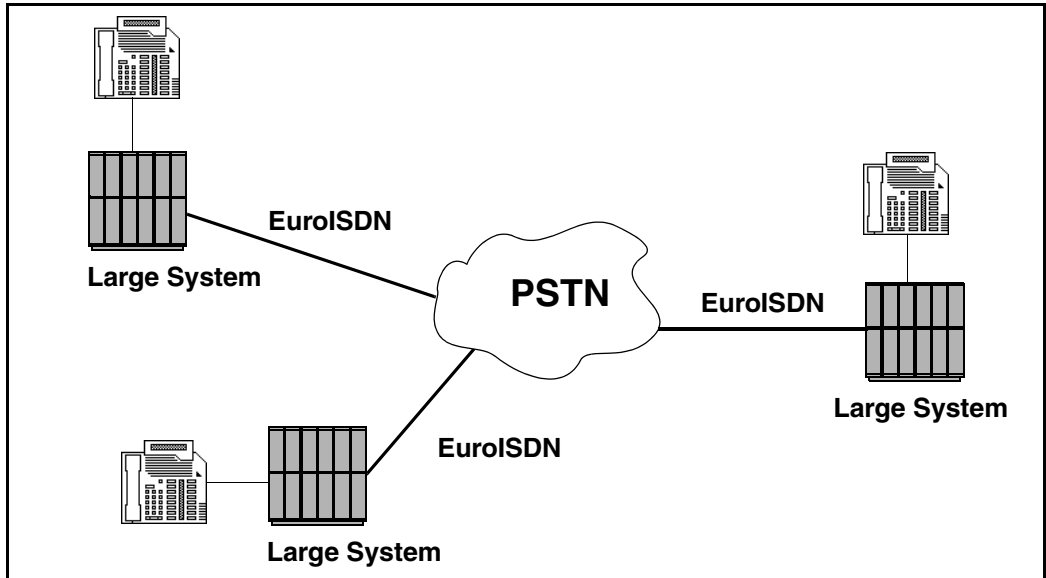 EuroISDN
Large System
PSTN
EuroISDN
Large System
EuroISDN
Large System